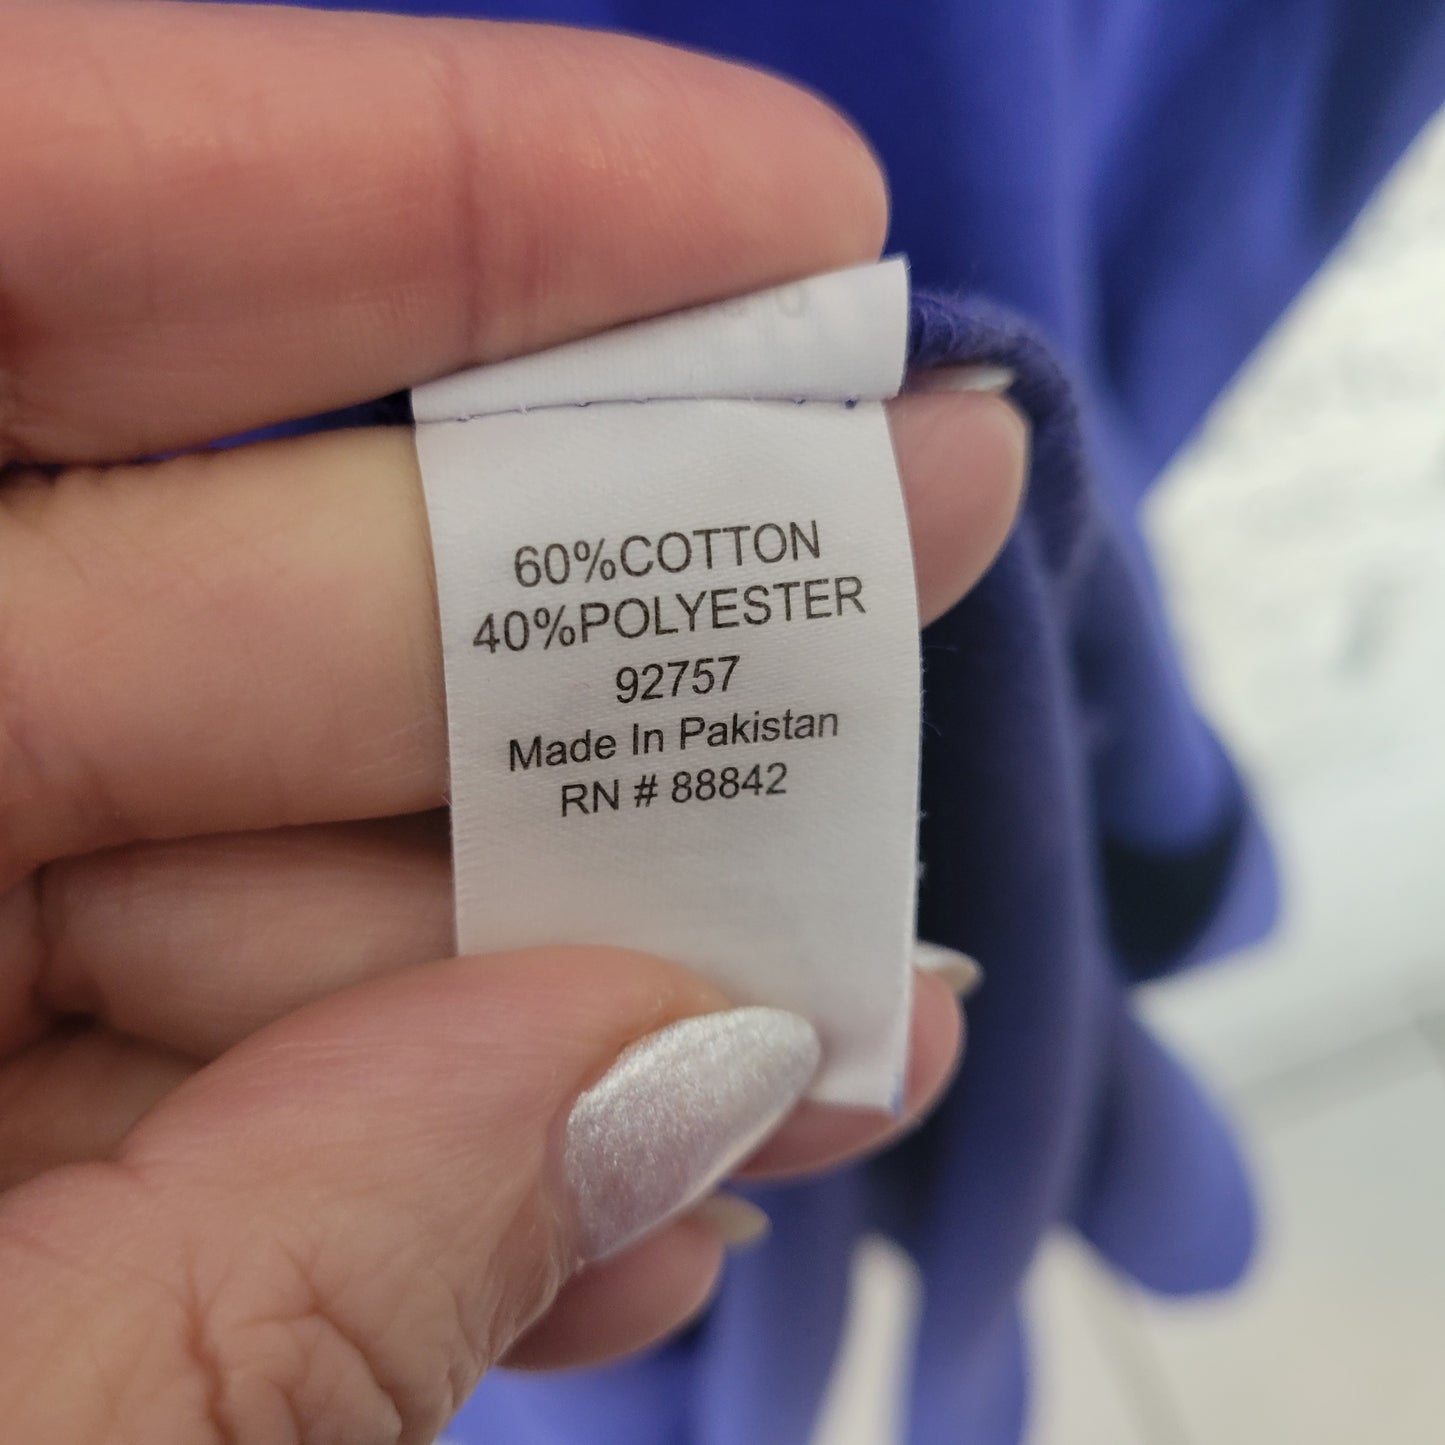 60%COTTON
40%POLYESTER
92757
Made In Pakistan
RN # 88842